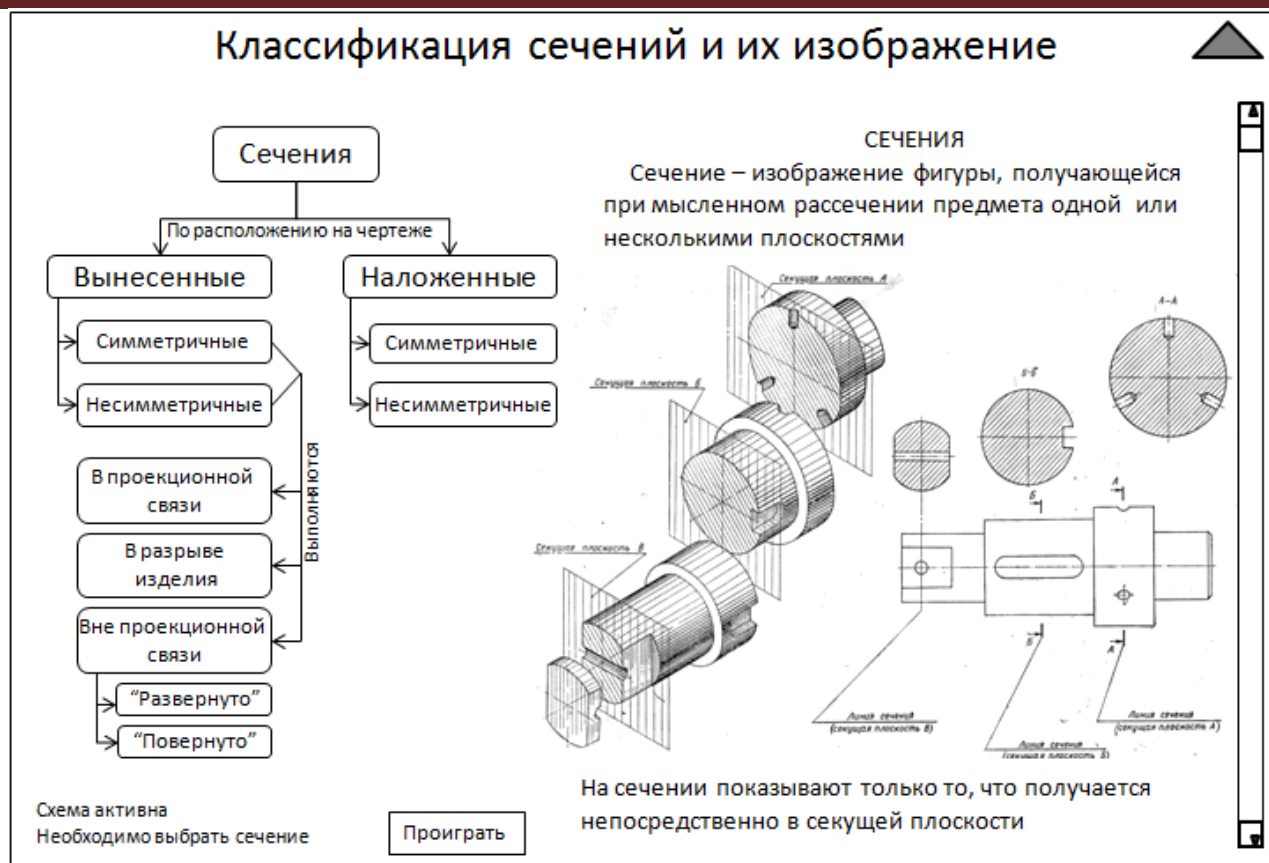 Классификация сечений и их изображение
Сечения
По расположению на чертеже
Вынесенные
Наложенные
Симметричные
Несимметричные
Симметричные
Несимметричные
Выполняются
В проекционной
связи
В разрыве
изделия
Вне проекционной
связи
“Развернуто”
“Повернуто”
Схема активна
Необходимо выбрать сечение
Проиграть
СЕЧЕНИЯ
Сечение – изображение фигуры, получающейся
при мысленном рассечении предмета одной или
несколькими плоскостями
Секущая плоскость А
Секущая плоскость Б
Секущая плоскость В
А-А
Б-Б
Б
А
Б
А
Линия сечения
(секущая плоскость В)
Линия сечения
(секущая плоскость Б)
Линия сечения
(секущая плоскость А)
На сечении показывают только то, что получается
непосредственно в секущей плоскости